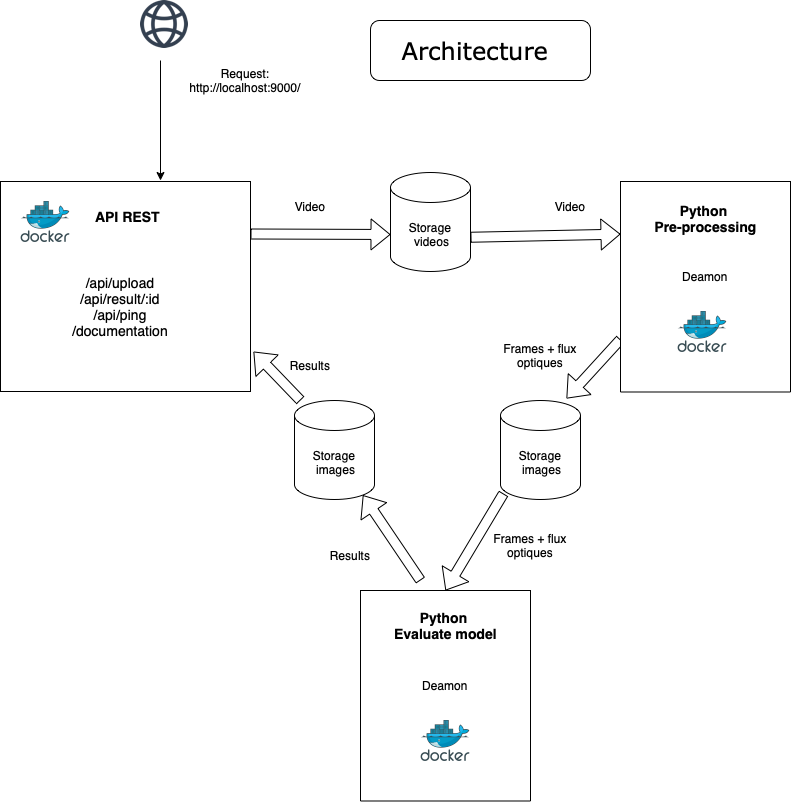 Architecture
Request:
http://localhost:9000/
docker
API REST
/api/upload
/api/result/:id
/api/ping
/documentation
Video
Storage
videos
Video
Python
Pre-processing
Deamon
docker
Frames + flux
optiques
Results
Storage
images
Storage
images
Frames + flux
optiques
Results
Python
Evaluate model
Deamon
docker